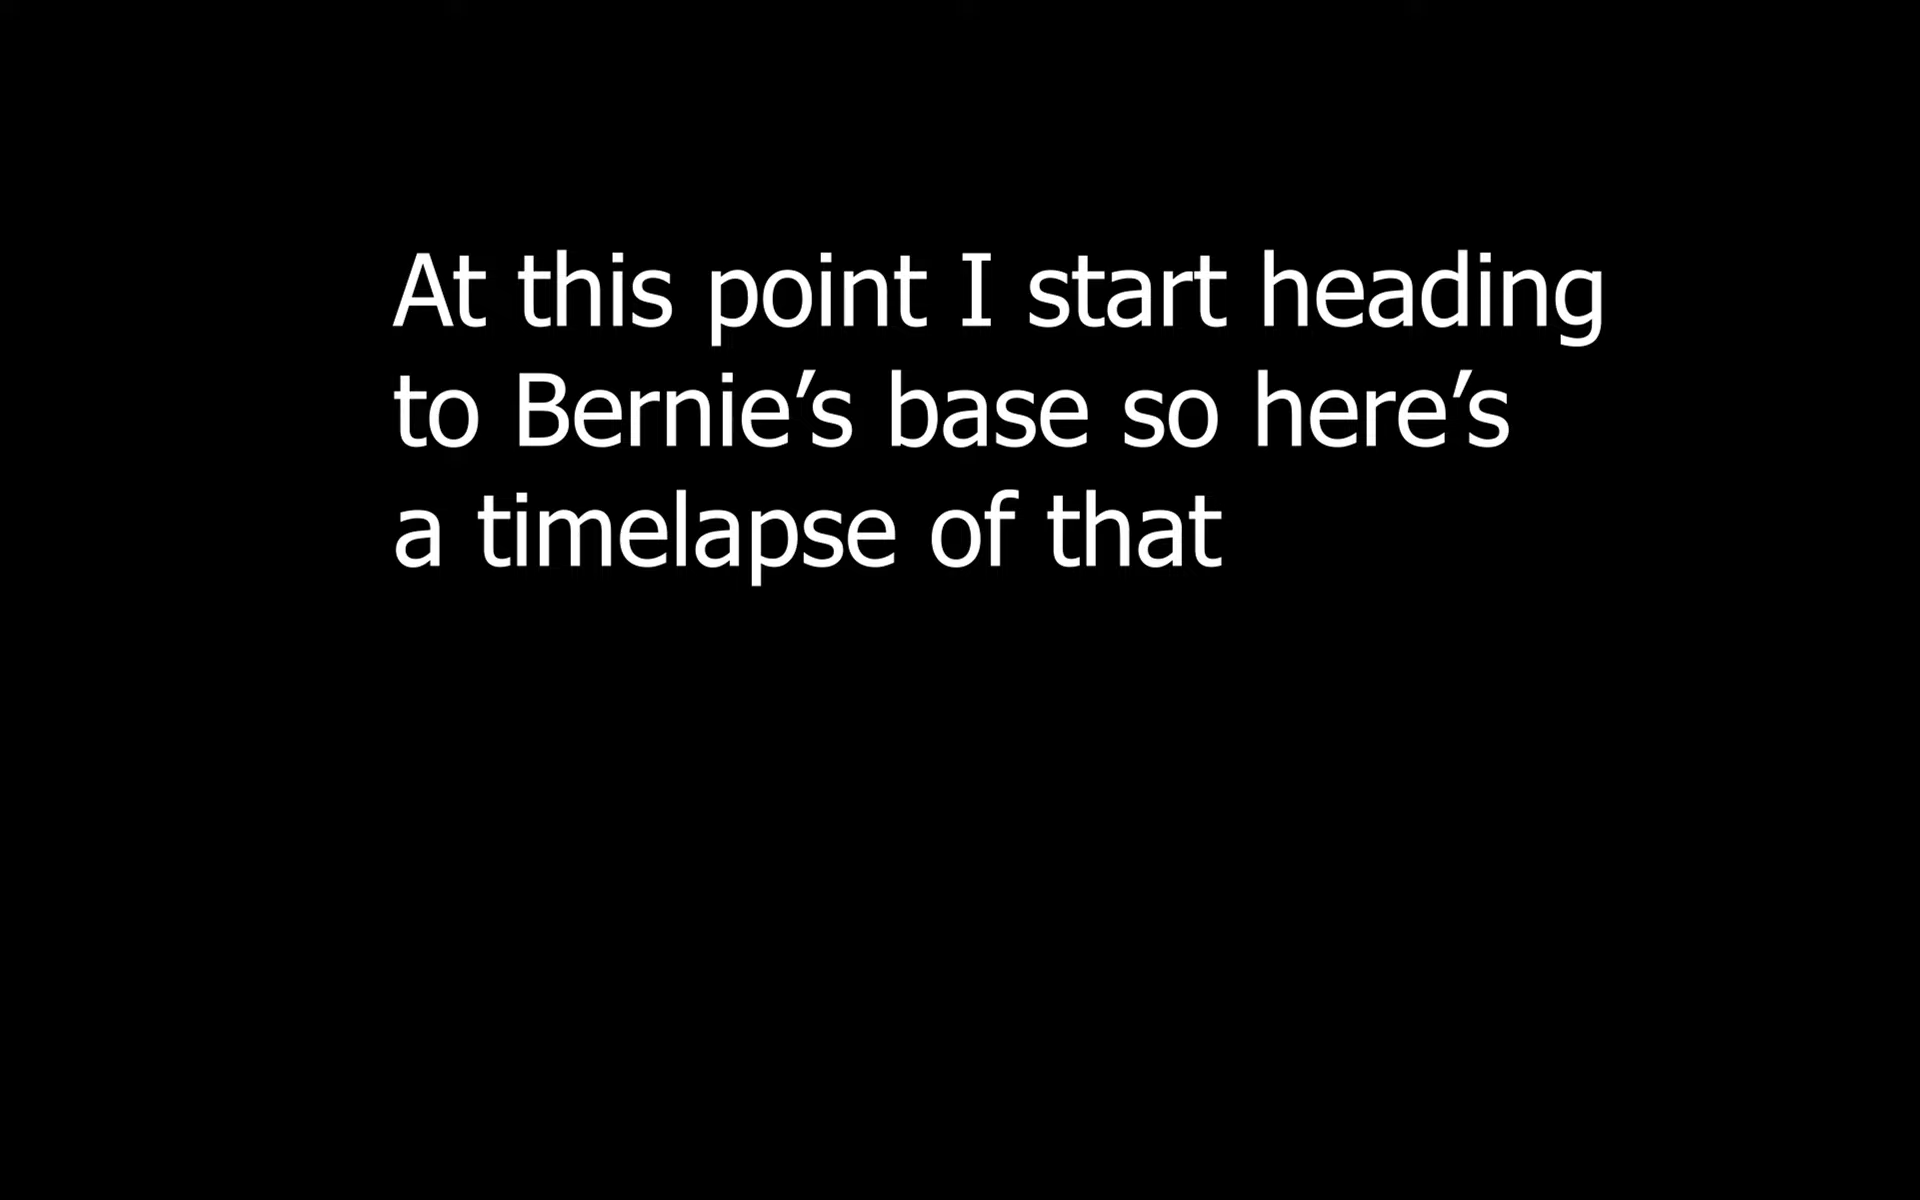 At this point I start heading
to Bernie’s base so here’s
a timelapse of that